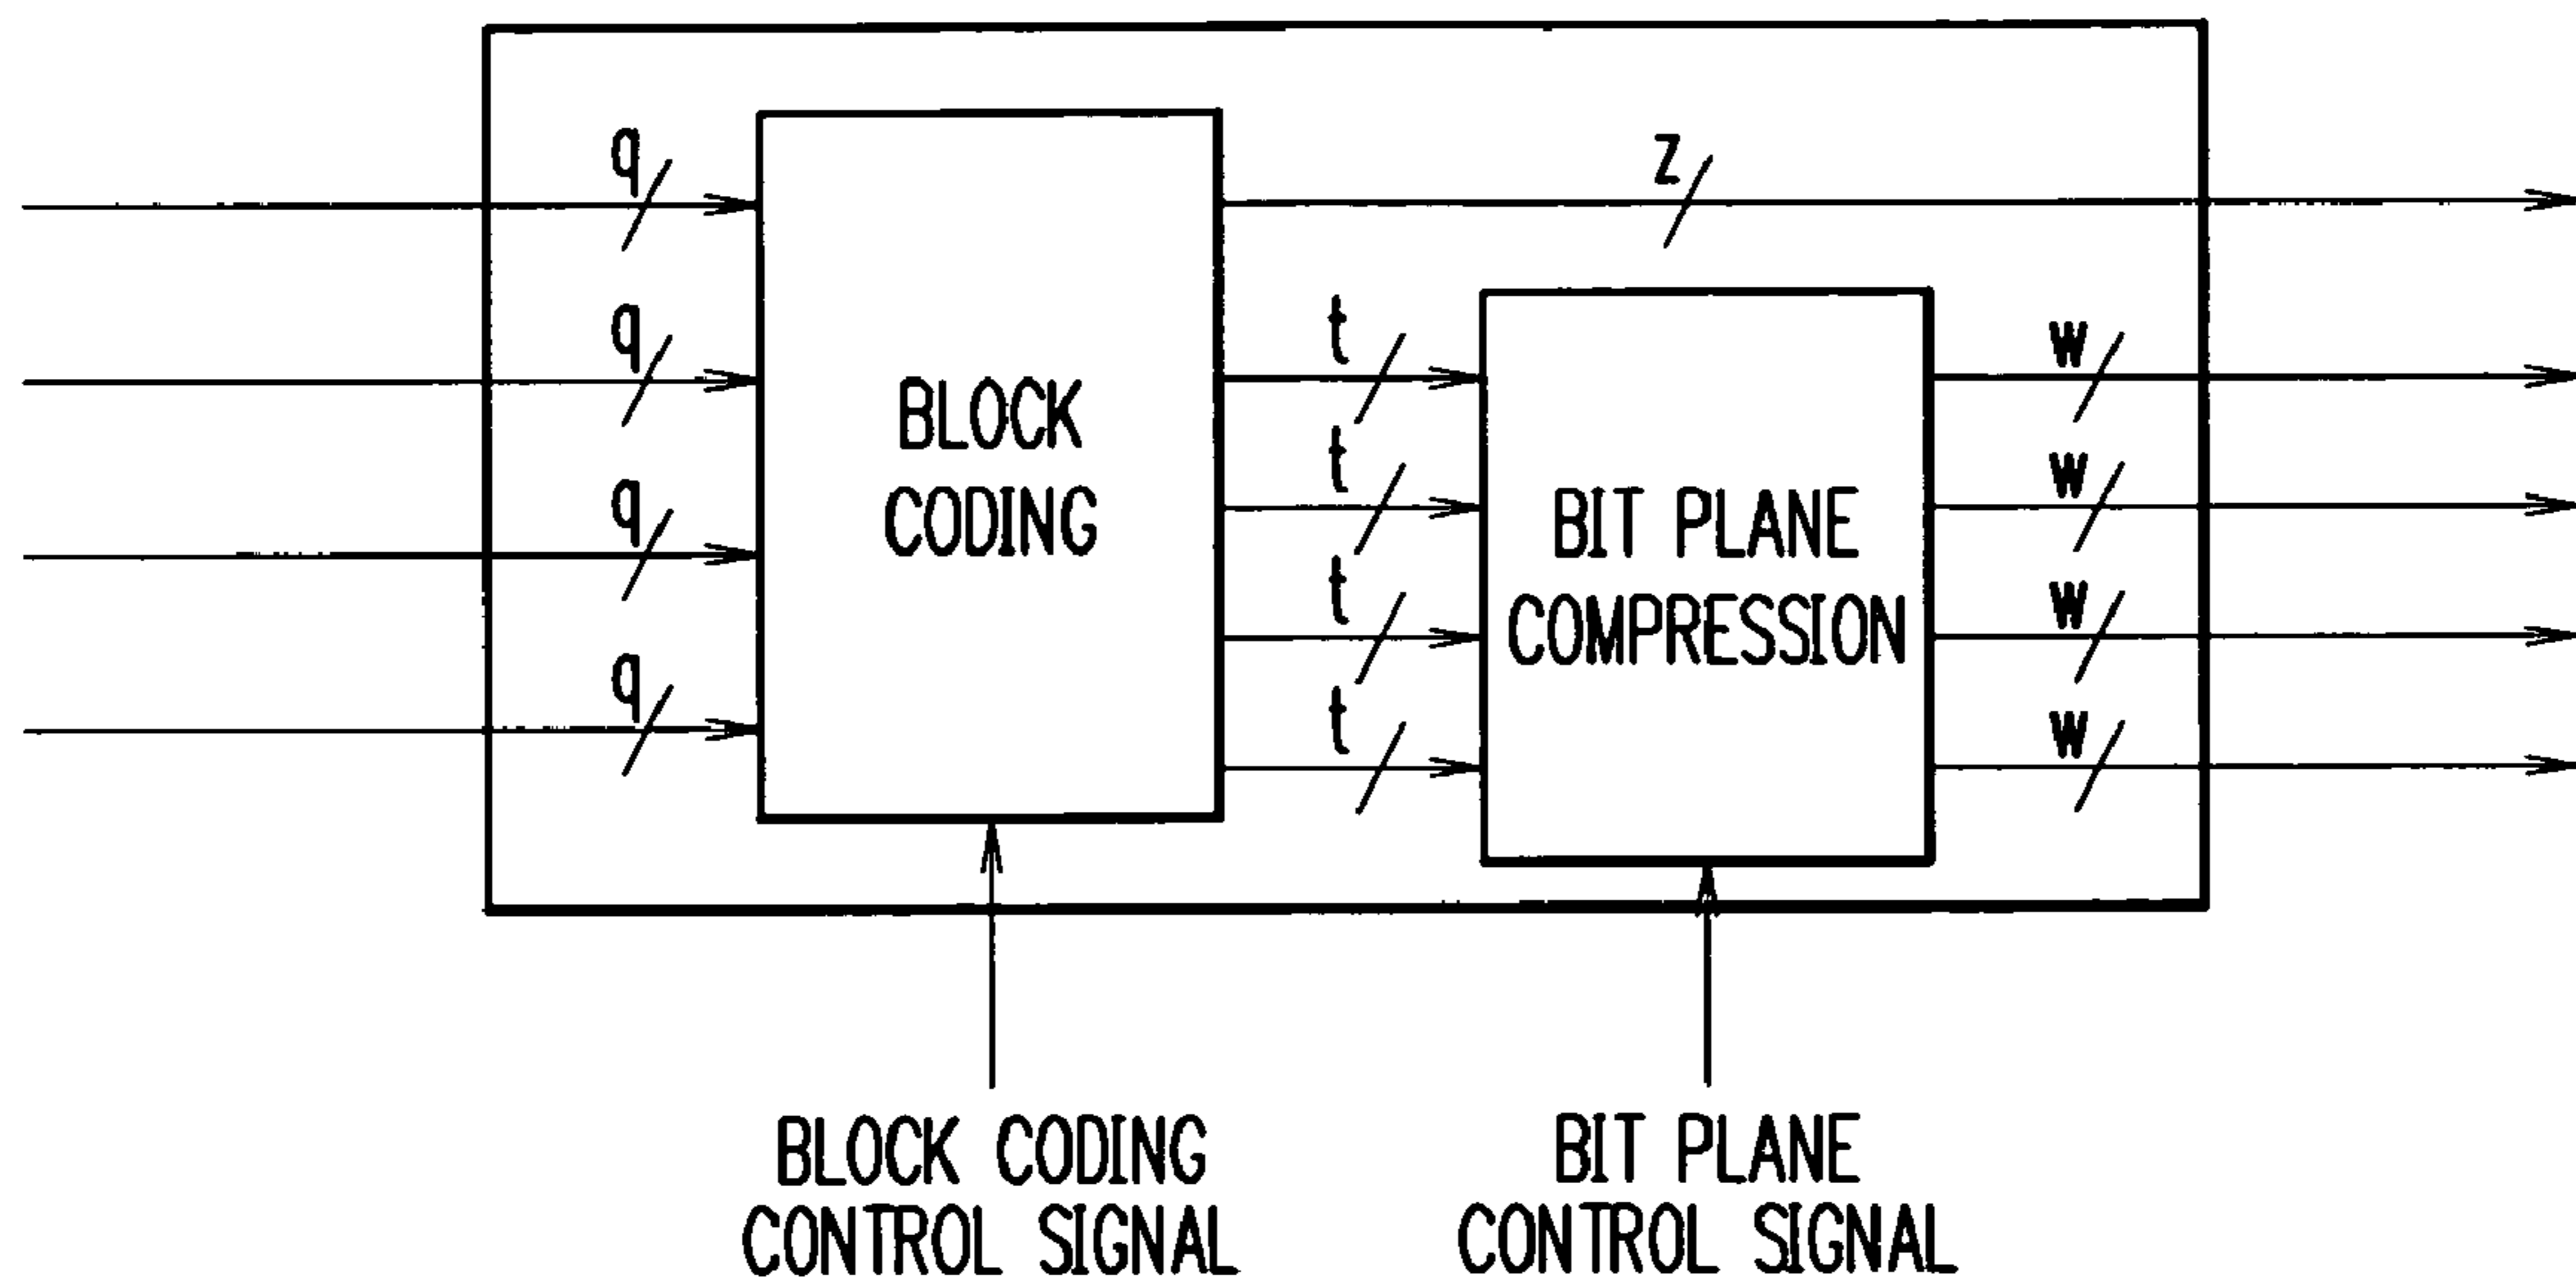 q
z
q
t
w
BLOCK
CODING
q
t
w
BIT PLANE
COMPRESSION
t
w
q
t
w
BLOCK CODING
CONTROL SIGNAL
BIT PLANE
CONTROL SIGNAL